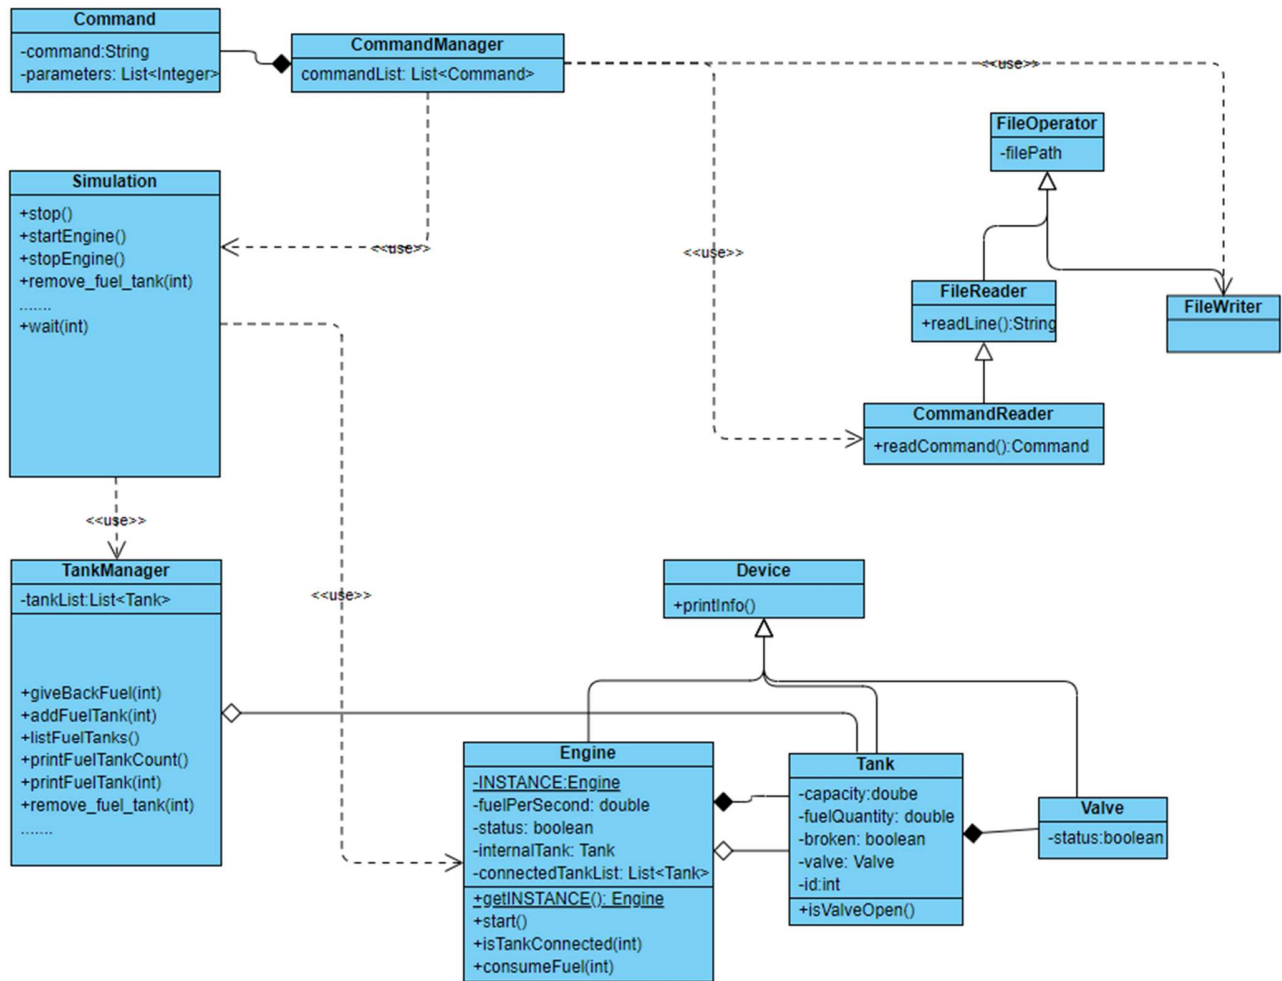 Command
-command:String
-parameters: List<Integer>
CommandManager
commandList: List<Command>
<<use>>
FileOperator
-filePath
Simulation
+stop()
+startEngine()
+stopEngine()
+remove_fuel_tank(int)
.......
+wait(int)
<<use>>
<<use>>
FileReader
+readLine():String
FileWriter
CommandReader
+readCommand():Command
<<use>>
TankManager
-tankList:List<Tank>
+giveBackFuel(int)
+addFuelTank(int)
+listFuelTanks()
+printFuelTankCount()
+printFuelTank(int)
+remove_fuel_tank(int)
.......
<<use>>
Device
+printInfo()
Engine
-INSTANCE:Engine
-fuelPerSecond: double
-status: boolean
-internalTank: Tank
-connectedTankList: List<Tank>
+getINSTANCE(): Engine
+start()
+isTankConnected(int)
+consumeFuel(int)
Tank
-capacity:doube
-fuelQuantity: double
-broken: boolean
-valve: Valve
-id:int
+isValveOpen()
Valve
-status:boolean